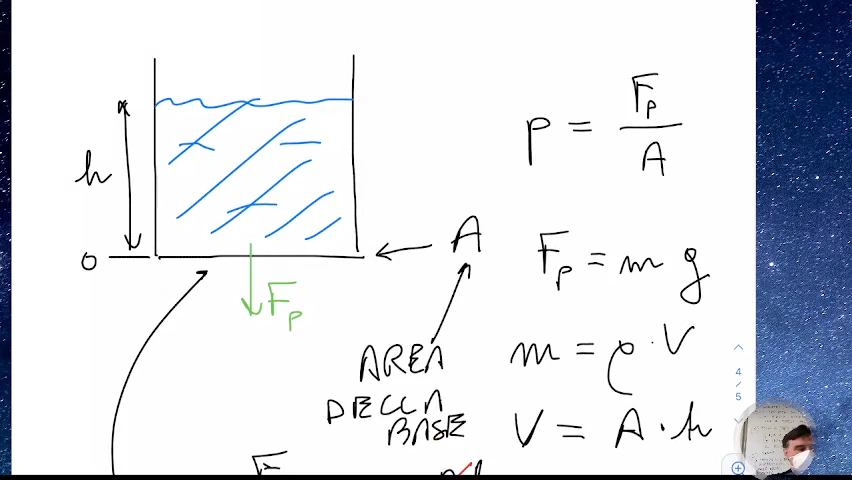 h
0
F_p
A
AREA
DELLA
BASE
p = F_p / A
F_p = m g
m = ρ · V
V = A · h
4
/
5